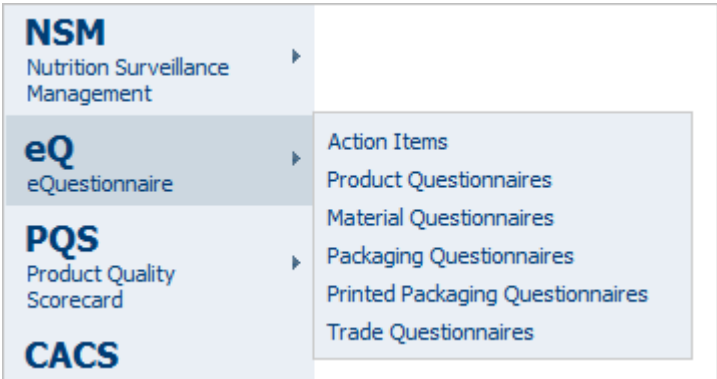 NSM
Nutrition Surveillance
Management
eQ
eQuestionnaire
PQS
Product Quality
Scorecard
CACS
Action Items
Product Questionnaires
Material Questionnaires
Packaging Questionnaires
Printed Packaging Questionnaires
Trade Questionnaires